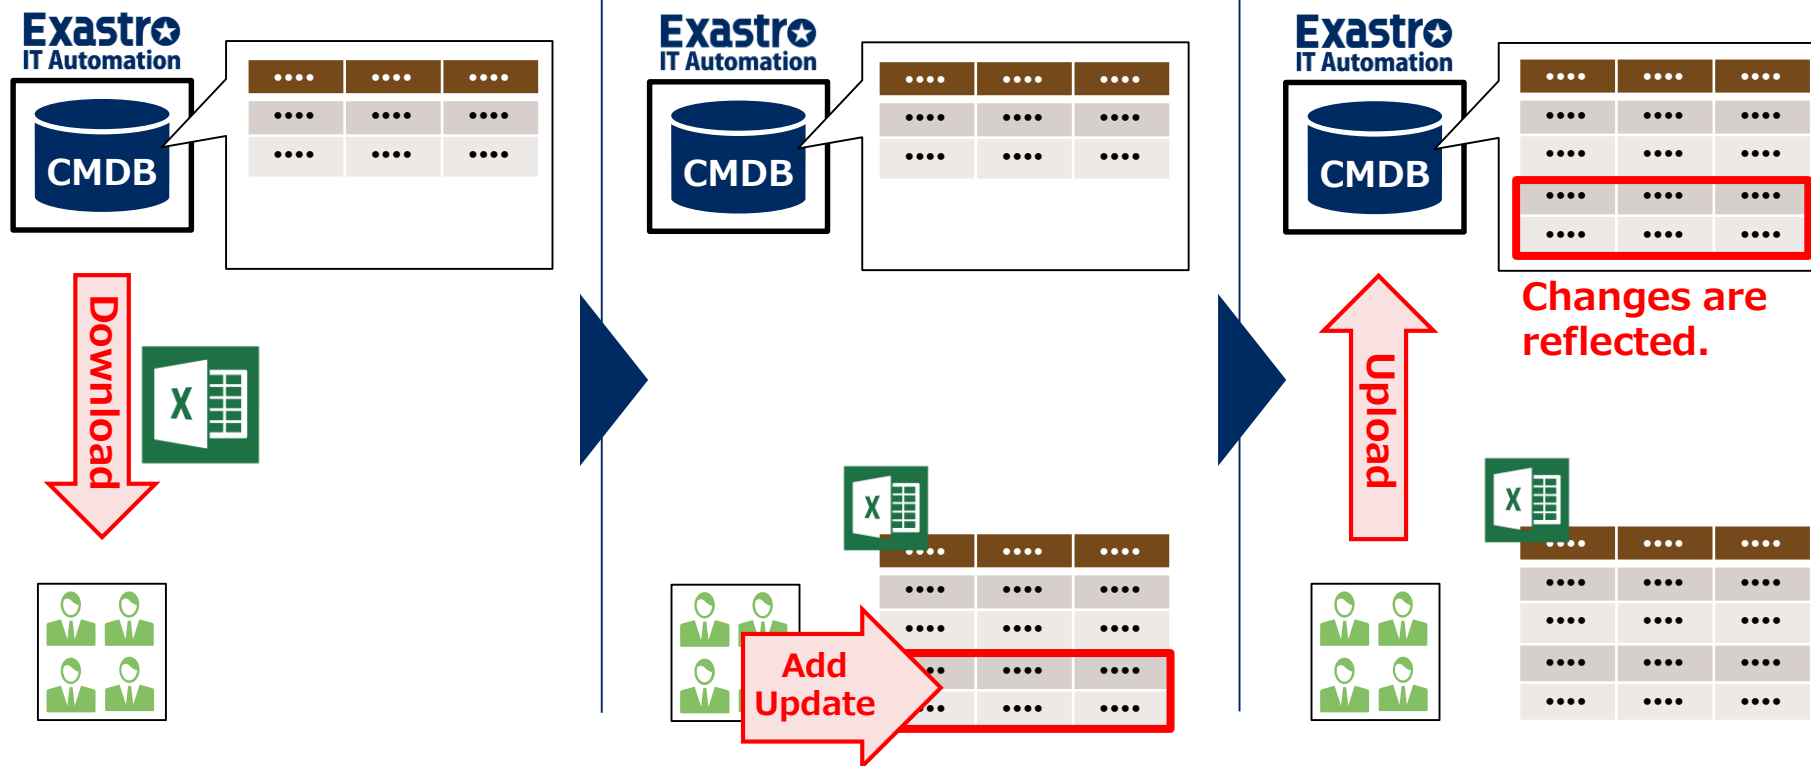 Exastro
IT Automation
CMDB
•••• •••• ••••
•••• •••• ••••
•••• •••• ••••
Download
X
Exastro
IT Automation
CMDB
•••• •••• ••••
•••• •••• ••••
•••• •••• ••••
X
•••• •••• ••••
•••• •••• ••••
•••• •••• ••••
•••• ••••
•••• ••••
Add
Update
Exastro
IT Automation
CMDB
•••• •••• ••••
•••• •••• ••••
•••• •••• ••••
•••• •••• ••••
•••• •••• ••••
Changes are
reflected.
Upload
X
•••• •••• ••••
•••• •••• ••••
•••• •••• ••••
•••• •••• ••••
•••• •••• ••••